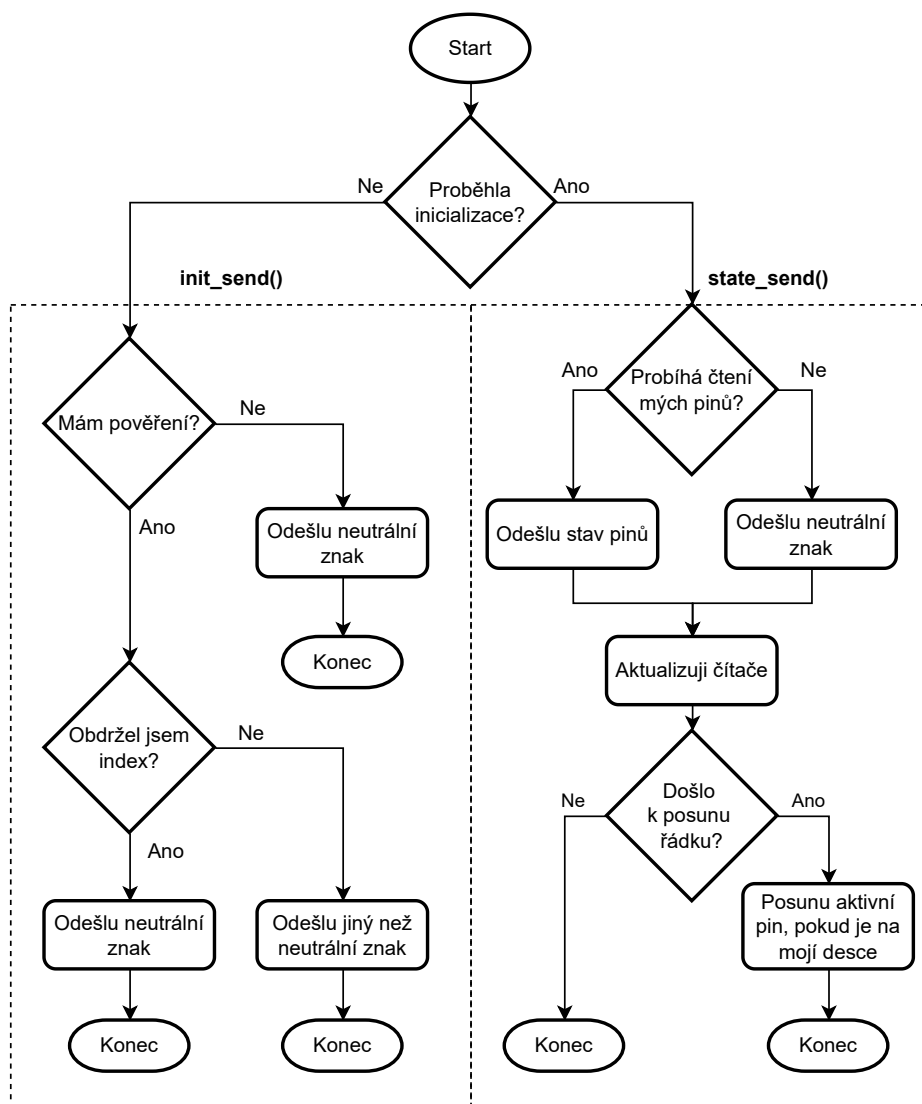 Start
Proběhla
inicializace?
Ne
Ano
init_send()
state_send()
Mám pověření?
Ne
Ano
Odešlu neutrální
znak
Konec
Obdržel jsem
index?
Ne
Ano
Odešlu neutrální
znak
Konec
Odešlu jiný než
neutrální znak
Konec
Probíhá čtení
mých pinů?
Ano
Ne
Odešlu stav pinů
Odešlu neutrální
znak
Aktualizuji čítače
Došlo
k posunu
řádku?
Ne
Ano
Konec
Posunu aktivní
pin, pokud je na
mojí desce
Konec